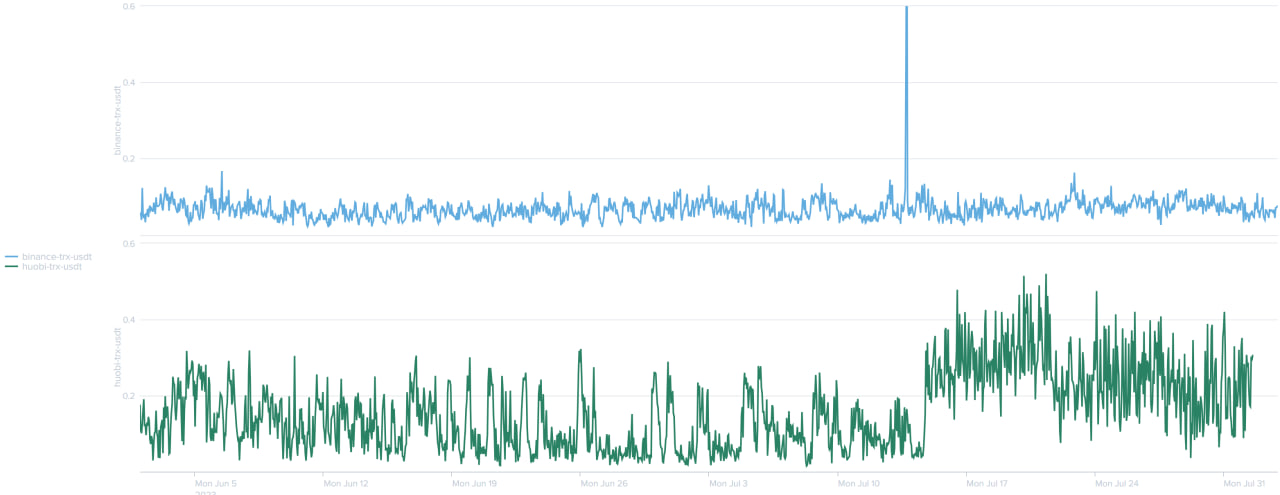 0.6
0.4
binance-trx-usdt
0.2
0.6
binance-trx-usdt
huobi-trx-usdt
0.4
huobi-trx-usdt
0.2
Mon Jun 5 Mon Jun 12 Mon Jun 19 Mon Jun 26 Mon Jul 3 Mon Jul 10 Mon Jul 17 Mon Jul 24 Mon Jul 31
2023